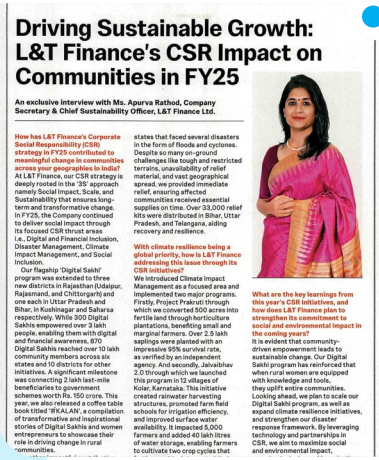 Driving Sustainable Growth:
L&T Finance's CSR Impact on
Communities in FY25
An exclusive interview with Ms. Apurva Rathod, Company
Secretary & Chief Sustainability Officer, L&T Finance Ltd.
How has L&T Finance's Corporate
Social Responsibility (CSR)
strategy in FY25 contributed to
meaningful change in communities
across your geographies in India?
At L&T Finance, our CSR strategy is
deeply rooted in the '3S' approach
namely Social Impact, Scale, and
Sustainability that ensures long-
term and transformative change.
In FY25, the Company continued
to deliver social impact through
its focused CSR thrust areas
i.e., Digital and Financial Inclusion,
Disaster Management, Climate
Impact Management, and Social
Inclusion.
Our flagship 'Digital Sakhi'
program was extended to three
new districts in Rajasthan (Udaipur,
Rajasmand, and Chittorgarh) and
one each in Uttar Pradesh and
Bihar, in Kushinagar and Saharsa
respectively. While 300 Digital
Sakhis empowered over 3 lakh
people, enabling them with digital
and financial awareness, 870
Digital Sakhis reached over 10 lakh
community members across six
states and 10 districts for other
initiatives. A significant milestone
was connecting 2 lakh last-mile
beneficiaries to government
schemes worth Rs. 150 crore. This
year, we also released a coffee table
book titled 'संKALAN', a compilation
of transformative and inspirational
stories of Digital Sakhis and women
entrepreneurs to showcase their
role in driving change in rural
communities.
states that faced several disasters
in the form of floods and cyclones.
Despite so many on-ground
challenges like tough and restricted
terrains, unavailability of relief
material, and vast geographical
spread, we provided immediate
relief, ensuring affected
communities received essential
supplies on time. Over 33,000 relief
kits were distributed in Bihar, Uttar
Pradesh, and Telangana, aiding
recovery and resilience.
With climate resilience being a
global priority, how is L&T Finance
addressing this issue through its
CSR initiatives?
We introduced Climate Impact
Management as a focused area and
implemented two major programs.
Firstly, Project Prakruti through
which we converted 500 acres into
fertile land through horticulture
plantations, benefiting small and
marginal farmers. Over 2.5 lakh
saplings were planted with an
impressive 95% survival rate,
as verified by an independent
agency. And secondly, Jalvaibhav
2.0 through which we launched
this program in 12 villages of
Kolar, Karnataka. This initiative
created rainwater harvesting
structures, promoted farm field
schools for irrigation efficiency,
and improved surface water
availability. It impacted 5,000
farmers and added 40 lakh litres
of water storage, enabling farmers
to cultivate two crop cycles that
What are the key learnings from
this year's CSR initiatives, and
how does L&T Finance plan to
strengthen its commitment to
social and environmental impact in
the coming years?
It is evident that community-
driven empowerment leads to
sustainable change. Our Digital
Sakhi program has reinforced that
when rural women are equipped
with knowledge and tools,
they uplift entire communities.
Looking ahead, we plan to scale our
Digital Sakhi program, as well as
expand climate resilience initiatives,
and strengthen our disaster
response framework. By leveraging
technology and partnerships in
CSR, we aim to maximize social
and environmental impact,